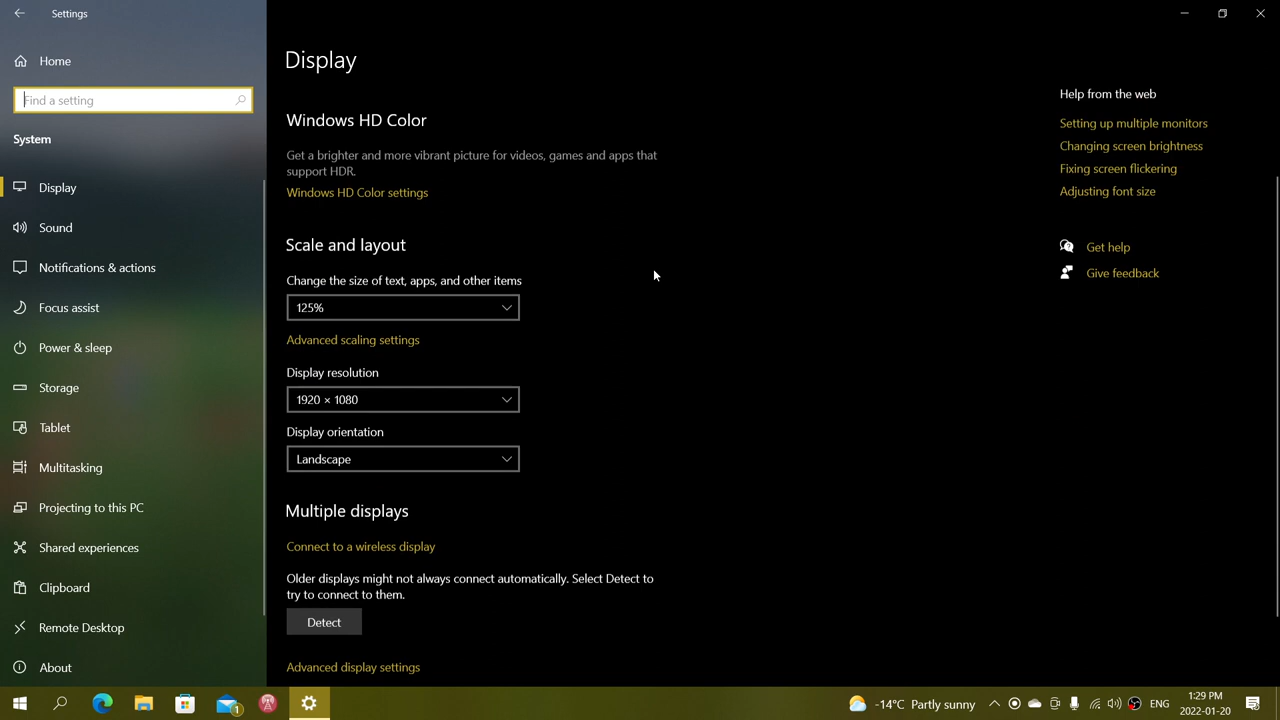 Settings
Home
Find a setting
System
Display
Sound
Notifications & actions
Focus assist
Power & sleep
Storage
Tablet
Multitasking
Projecting to this PC
Shared experiences
Clipboard
Remote Desktop
About
Display
Windows HD Color
Get a brighter and more vibrant picture for videos, games and apps that
support HDR.
Windows HD Color settings
Scale and layout
Change the size of text, apps, and other items
125%
Advanced scaling settings
Display resolution
1920 × 1080
Display orientation
Landscape
Multiple displays
Connect to a wireless display
Older displays might not always connect automatically. Select Detect to
try to connect to them.
Detect
Advanced display settings
Help from the web
Setting up multiple monitors
Changing screen brightness
Fixing screen flickering
Adjusting font size
Get help
Give feedback
1
-14°C Partly sunny
ENG
1:29 PM
2022-01-20